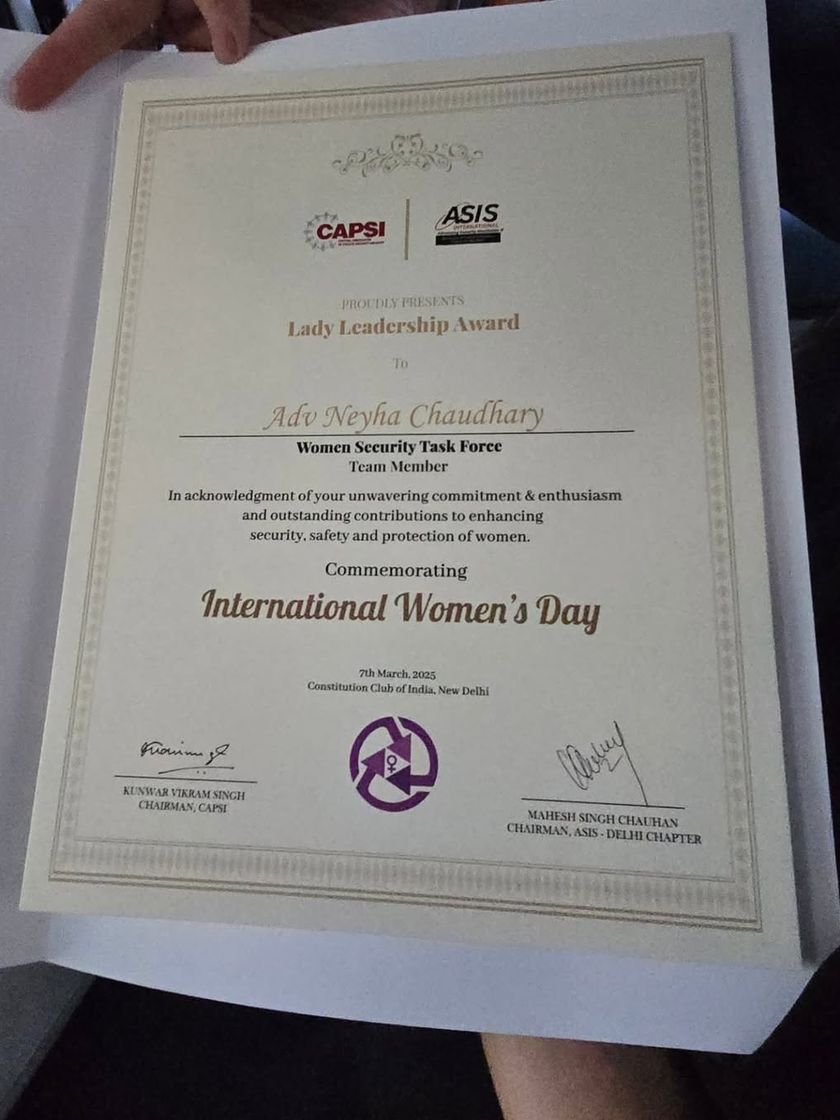 CAPSI
ASIS
INTERNATIONAL
PROUDLY PRESENTS
Lady Leadership Award
To
Adv Neyha Chaudhary
Women Security Task Force
Team Member
In acknowledgment of your unwavering commitment & enthusiasm
and outstanding contributions to enhancing
security, safety and protection of women.
Commemorating
International Women's Day
7th March, 2025
Constitution Club of India, New Delhi
KUNWAR VIKRAM SINGH
CHAIRMAN, CAPSI
MAHESH SINGH CHAUHAN
CHAIRMAN, ASIS - DELHI CHAPTER